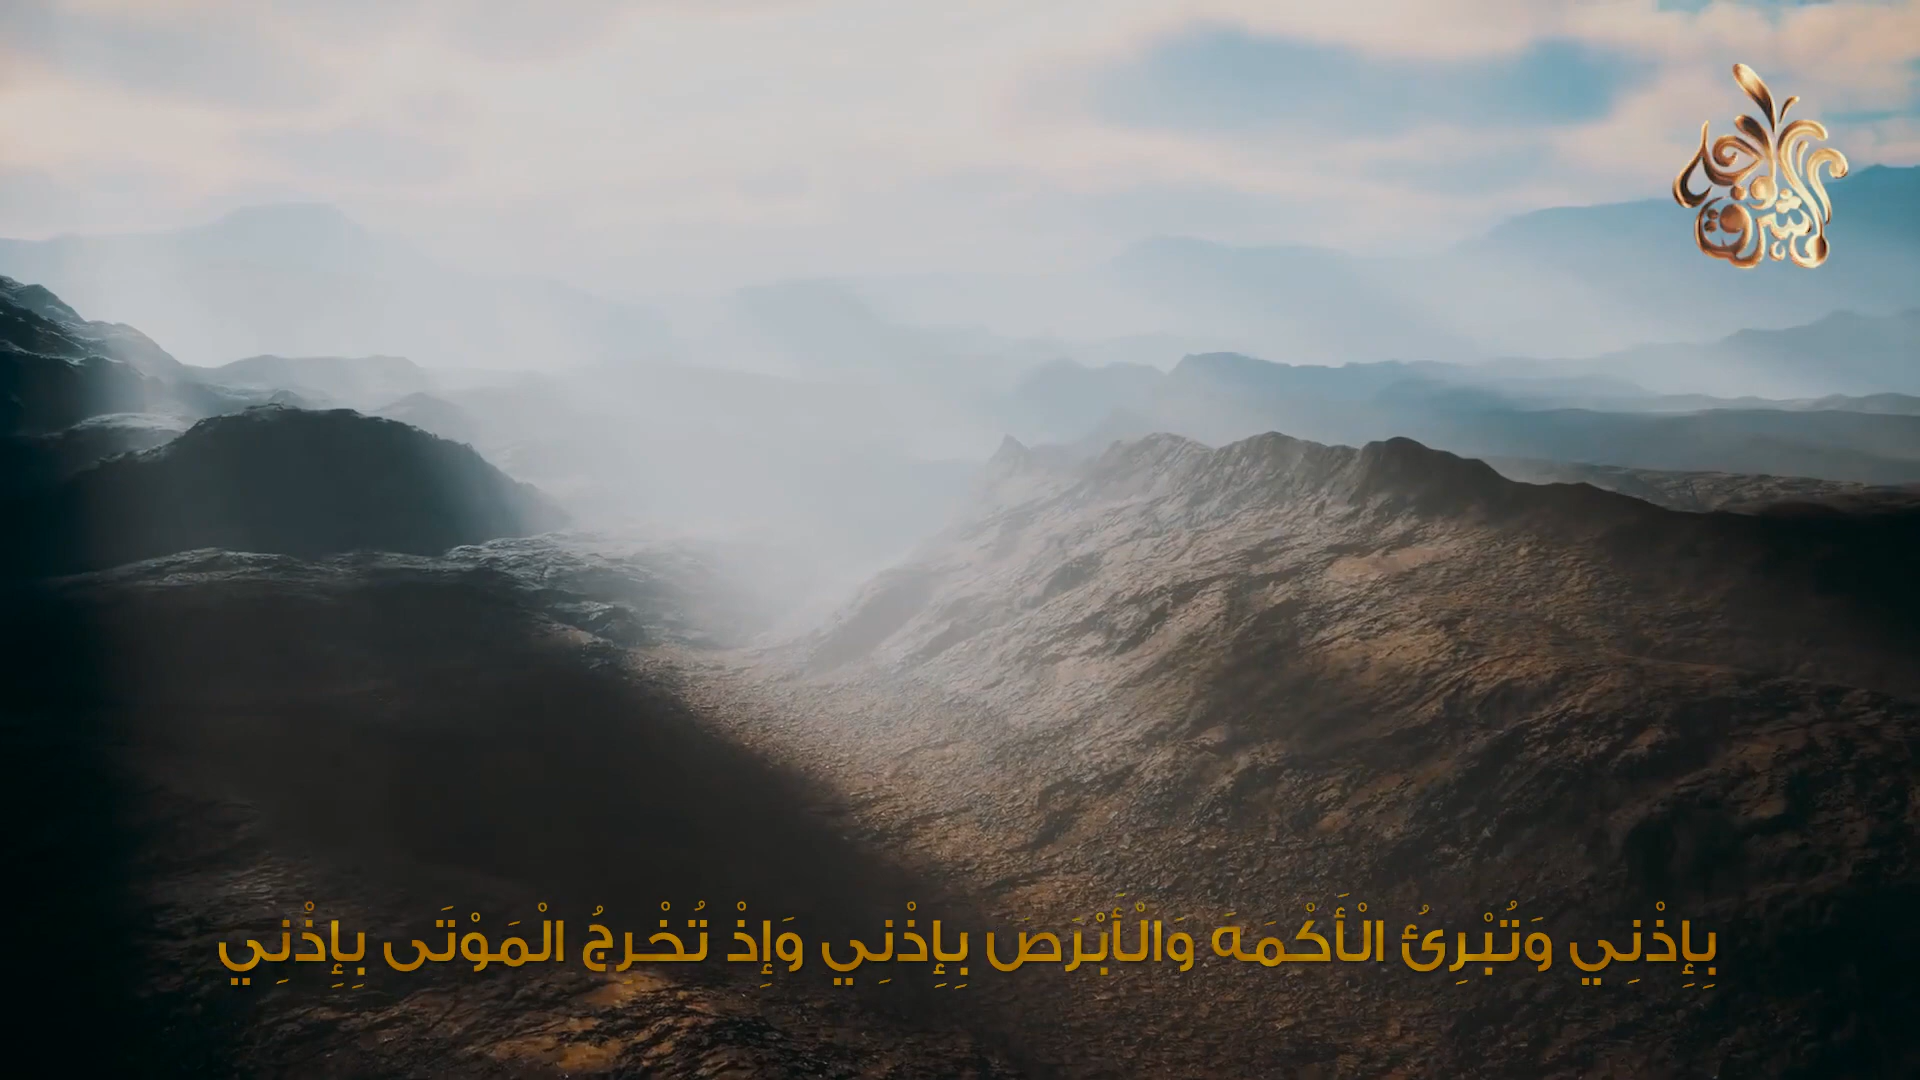 بِإِذْنِي وَتُبْرِئُ الْأَكْمَهَ وَالْأَبْرَصَ بِإِذْنِي وَإِذْ تُخْرِجُ الْمَوْتَى بِإِذْنِي